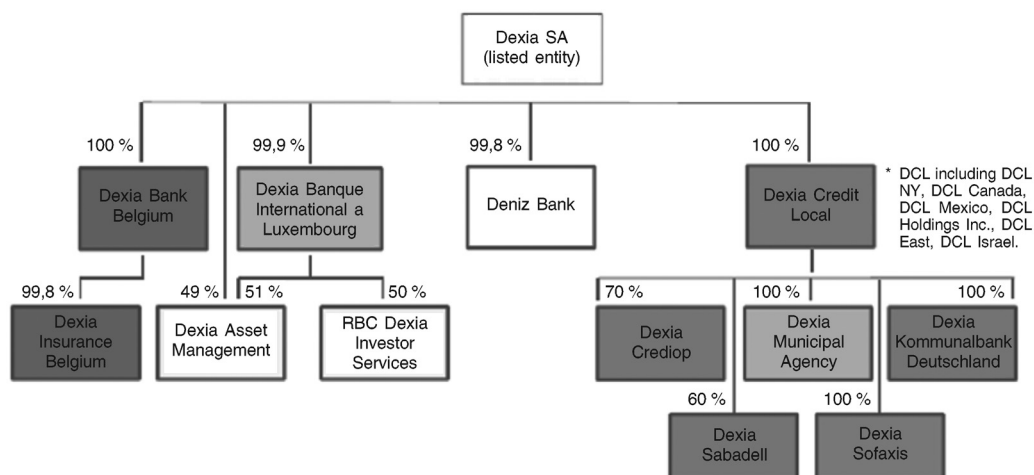 Dexia SA
(listed entity)
100 %
99,9 %
99,8 %
100 %
Dexia Bank
Belgium
Dexia Banque
International a
Luxembourg
Deniz Bank
Dexia Credit
Local
* DCL including DCL
NY, DCL Canada,
DCL Mexico, DCL
Holdings Inc., DCL
East, DCL Israel.
99,8 %
49 %
51 %
50 %
70 %
100 %
100 %
Dexia
Insurance
Belgium
Dexia Asset
Management
RBC Dexia
Investor
Services
Dexia
Crediop
Dexia
Municipal
Agency
Dexia
Kommunalbank
Deutschland
60 %
100 %
Dexia
Sabadell
Dexia
Sofaxis